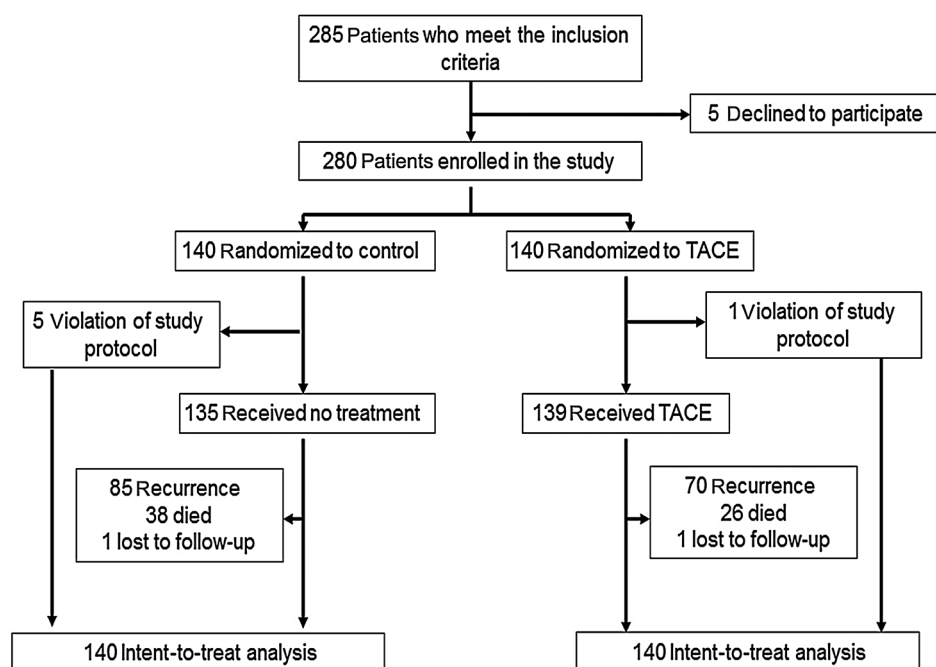 285 Patients who meet the inclusion
criteria
5 Declined to participate
280 Patients enrolled in the study
140 Randomized to control
140 Randomized to TACE
5 Violation of study
protocol
1 Violation of study
protocol
135 Received no treatment
139 Received TACE
85 Recurrence
38 died
1 lost to follow-up
70 Recurrence
26 died
1 lost to follow-up
140 Intent-to-treat analysis
140 Intent-to-treat analysis